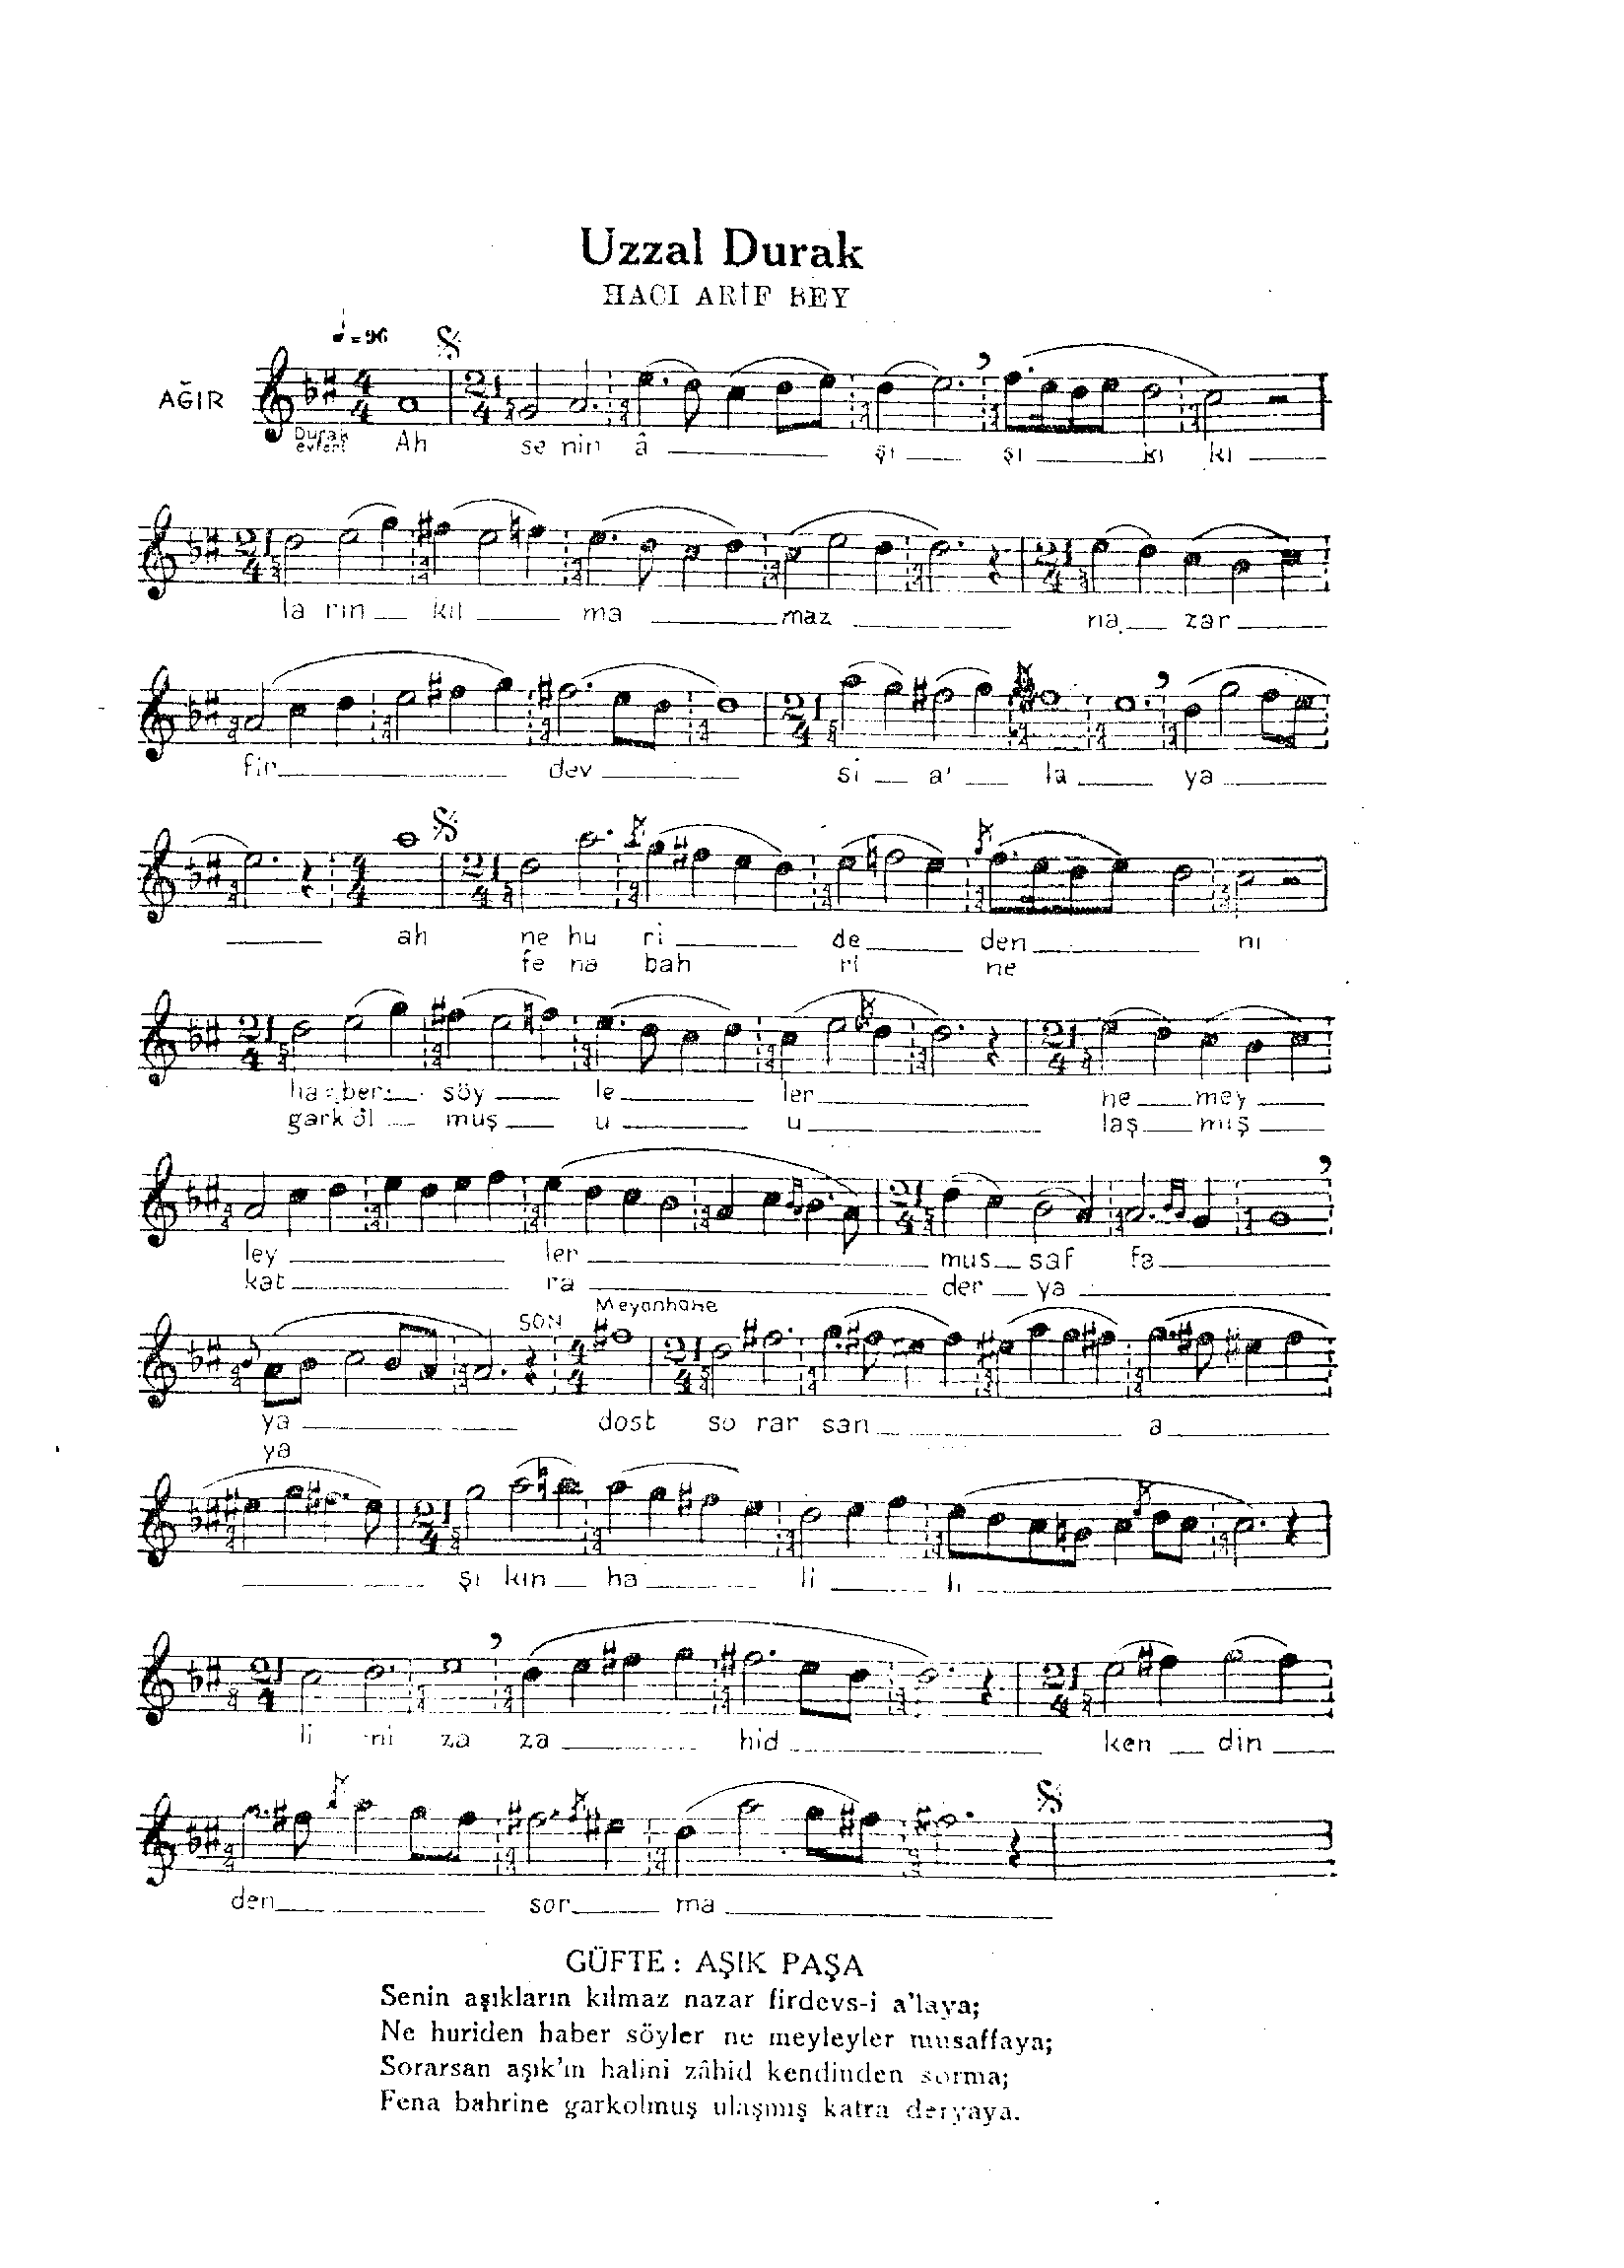 Uzzal Durak
HACI ARİF BEY
= 96
AĞIR
Durak evferi Ah se nin â şı şı kı kı
la rın kıl ma maz na zar
fir dev si a' la ya
ah ne hu ri de den ni
fe na bah ri ne
ha ber söy le ler ne mey
gark ol muş u u laş mış
ley ler mus saf fa
kat ra der ya
SON Meyanhane
ya dost so rar san a
ya
şı kın ha li li
li ni za za hid ken din
den sor ma
GÜFTE : AŞIK PAŞA
Senin aşıkların kılmaz nazar firdevs-i a'laya;
Ne huriden haber söyler ne meyleyler musaffaya;
Sorarsan aşık'ın halini zâhid kendinden sorma;
Fena bahrine garkolmuş ulaşmış katra deryaya.